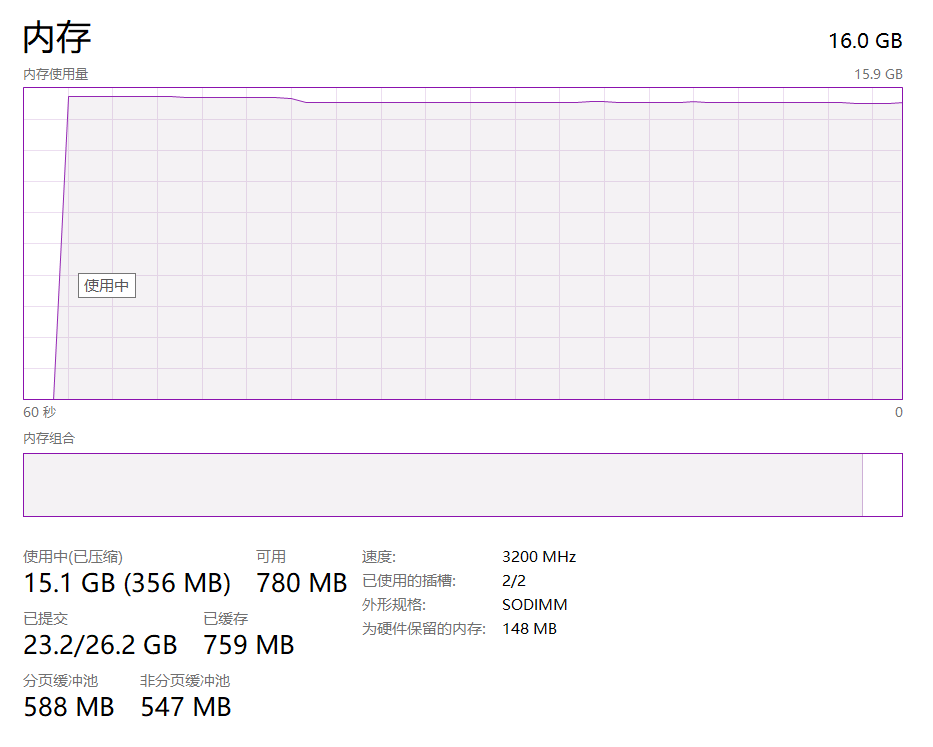 内存 16.0 GB
内存使用量 15.9 GB
使用中
60 秒 0
内存组合
使用中(已压缩) 可用
15.1 GB (356 MB) 780 MB
已提交 已缓存
23.2/26.2 GB 759 MB
分页缓冲池 非分页缓冲池
588 MB 547 MB
速度: 3200 MHz
已使用的插槽: 2/2
外形规格: SODIMM
为硬件保留的内存: 148 MB